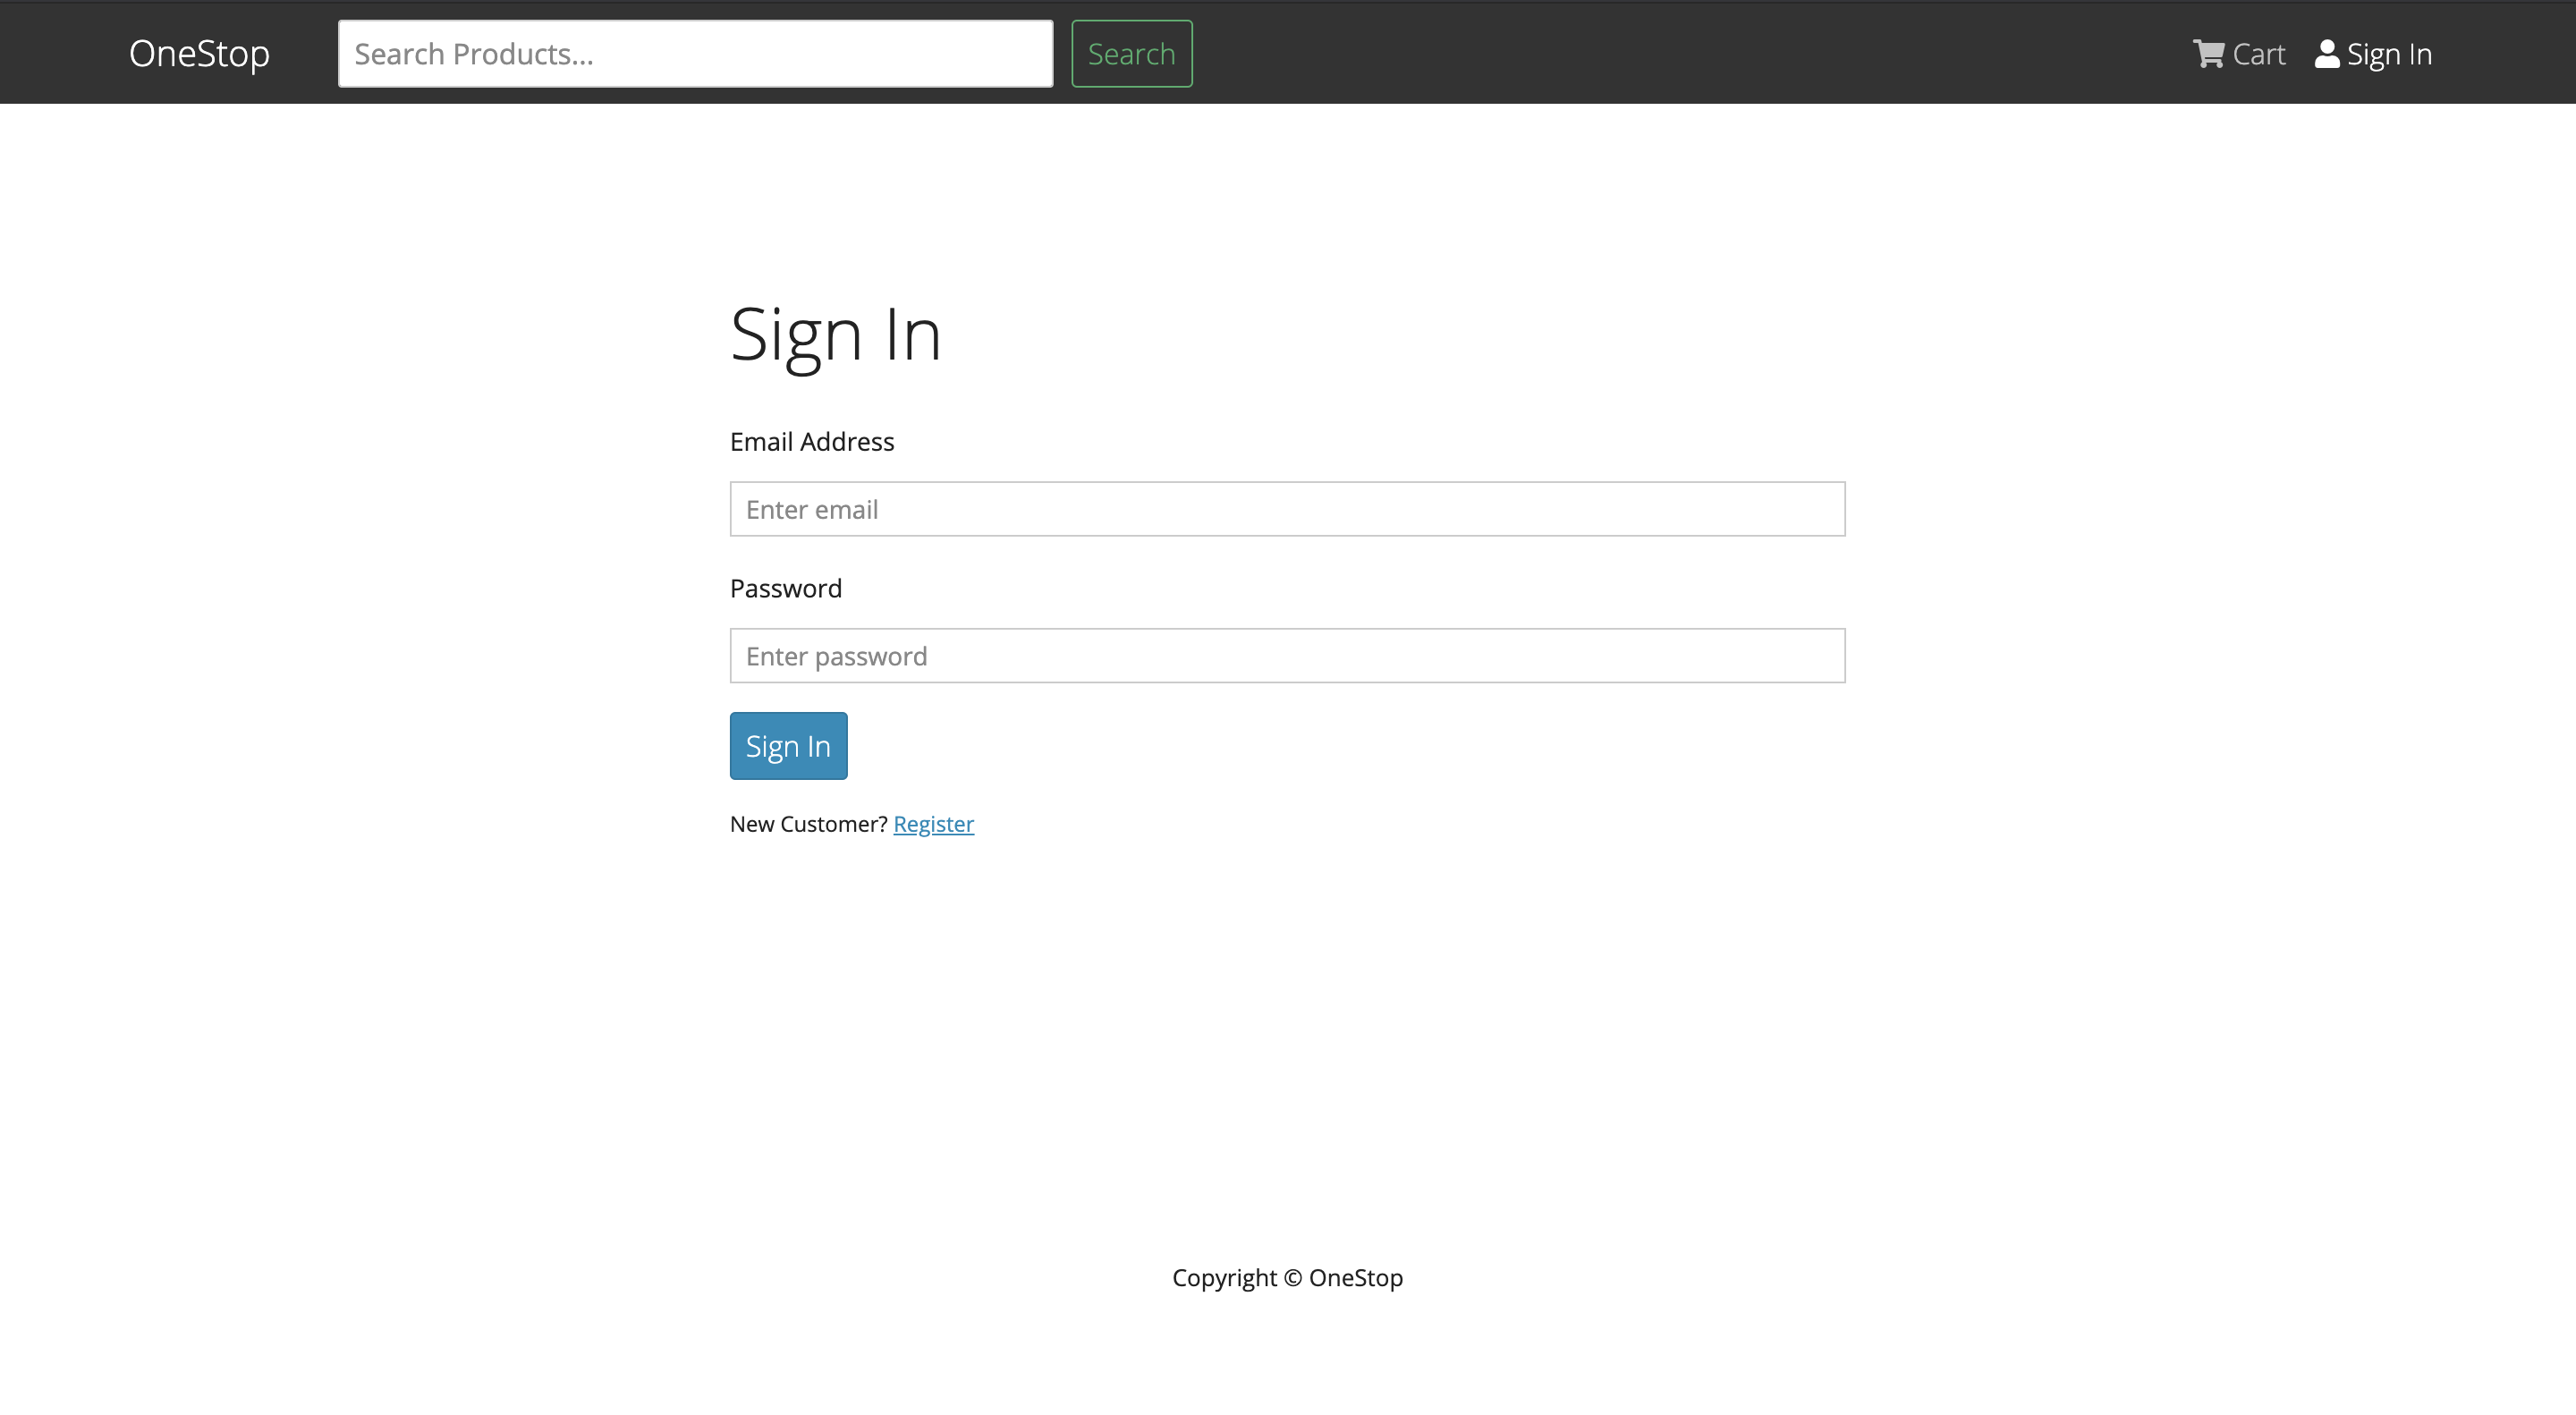 OneStop Search Products... Search Cart Sign In
Sign In
Email Address
Enter email
Password
Enter password
Sign In
New Customer? Register
Copyright © OneStop